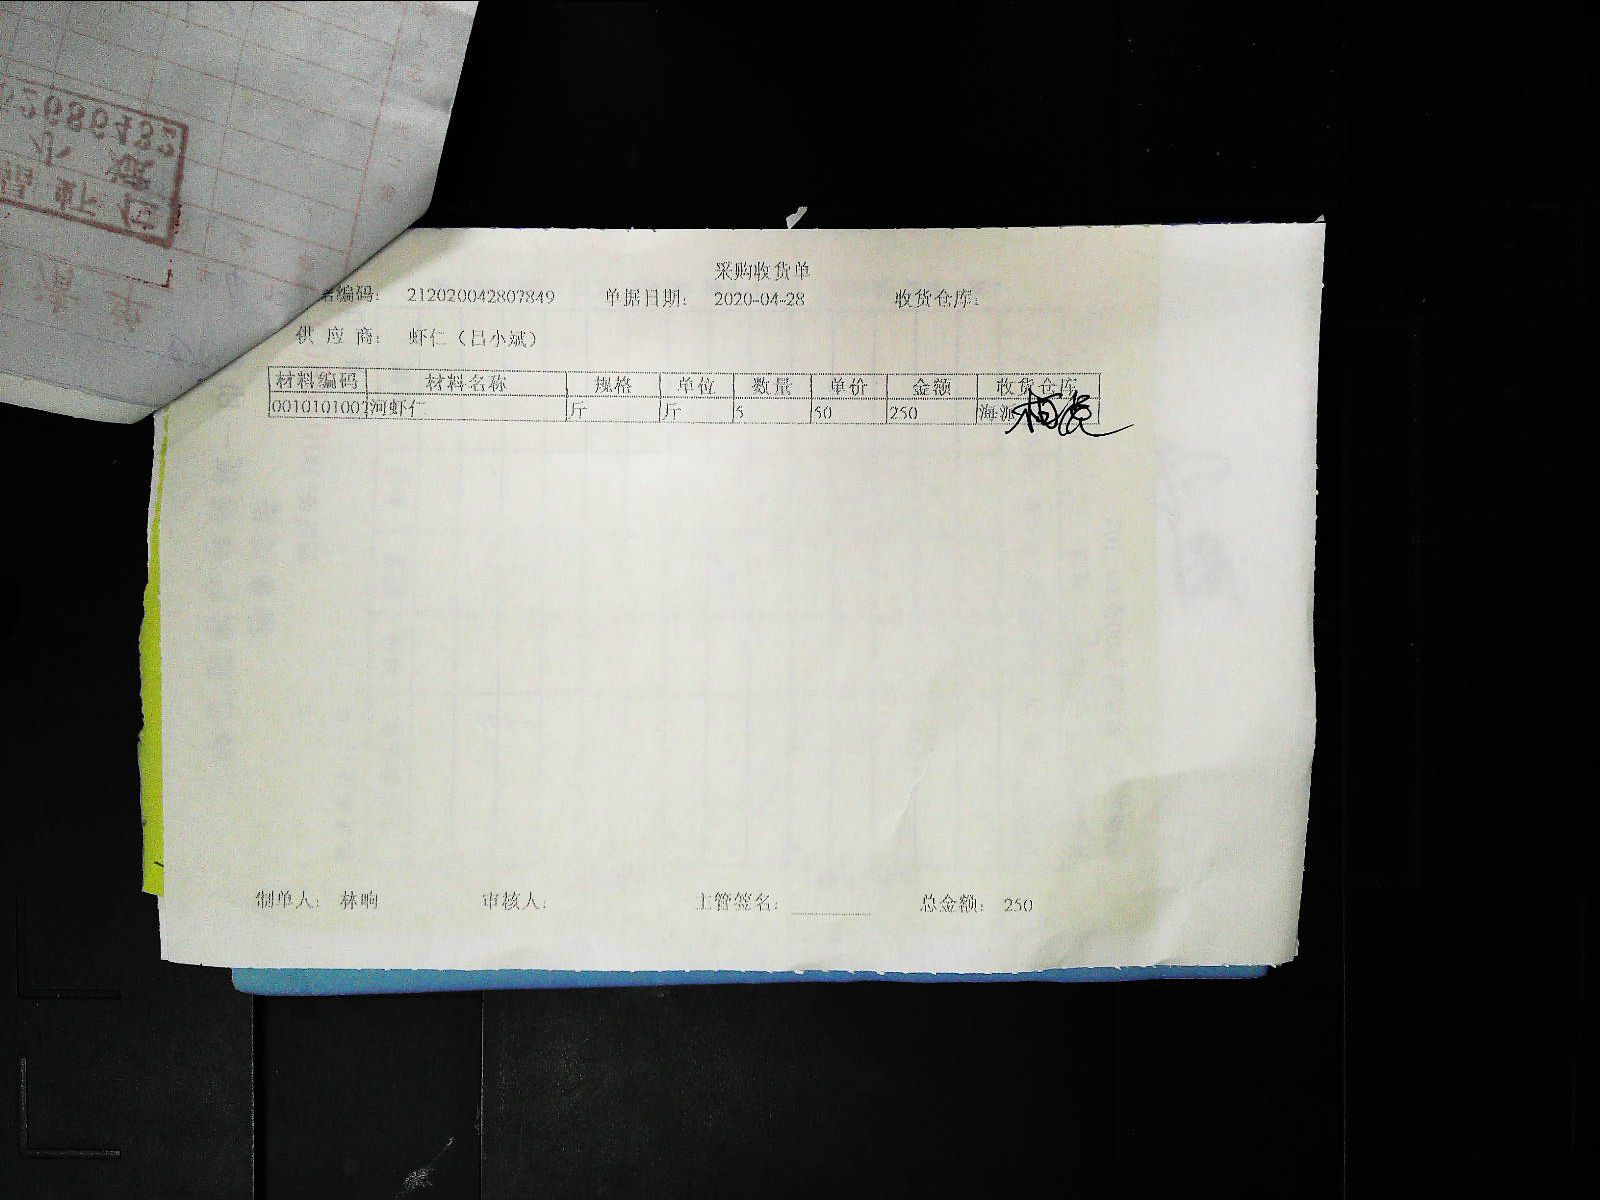 采购收货单
编码： 212020042807849 单据日期： 2020-04-28 收货仓库：
供 应 商： 虾仁（吕小斌）
材料编码 材料名称 规格 单位 数量 单价 金额 收货仓库
0010101007 河虾仁 斤 斤 5 50 250 海派
制单人： 林晌 审核人： 主管签名： 总金额： 250